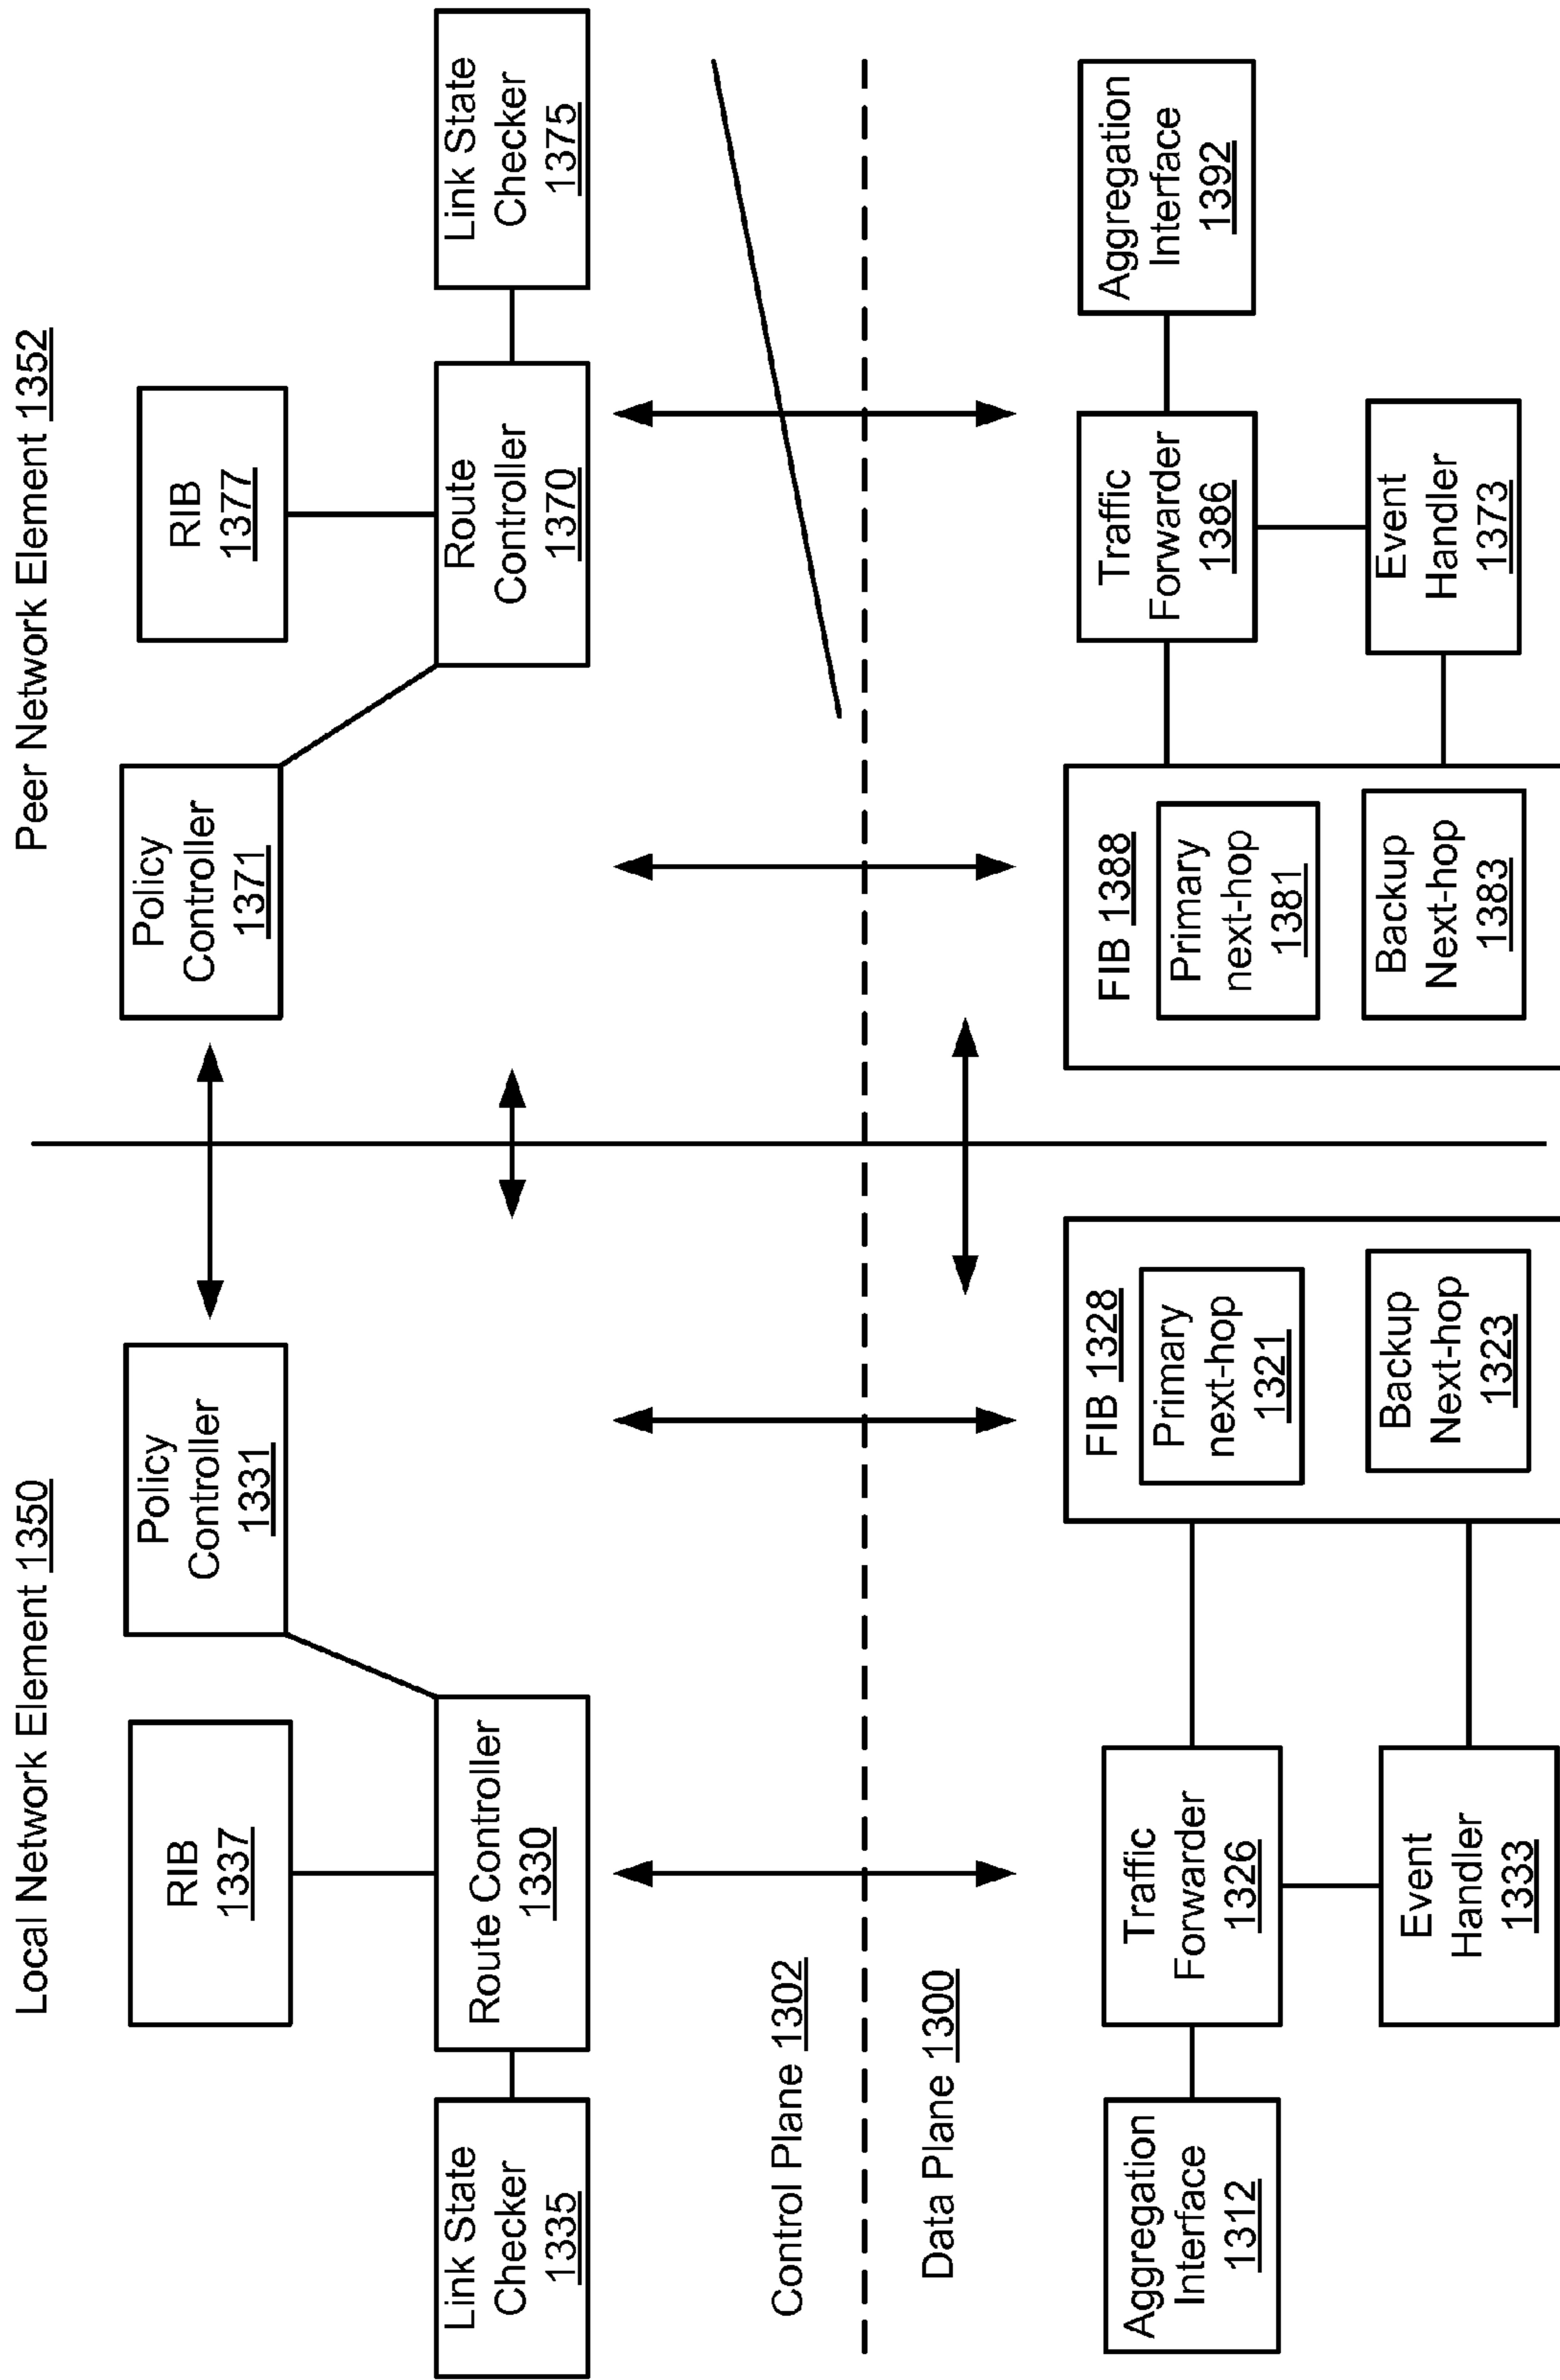 Local Network Element 1350
Peer Network Element 1352
RIB
1337
Policy
Controller
1331
Policy
Controller
1371
RIB
1377
Link State
Checker
1335
Route Controller
1330
Route
Controller
1370
Link State
Checker
1375
Control Plane 1302
Data Plane 1300
Aggregation
Interface
1312
Traffic
Forwarder
1326
Event
Handler
1333
FIB 1328
Primary
next-hop
1321
Backup
Next-hop
1323
FIB 1388
Primary
next-hop
1381
Backup
Next-hop
1383
Traffic
Forwarder
1386
Event
Handler
1373
Aggregation
Interface
1392